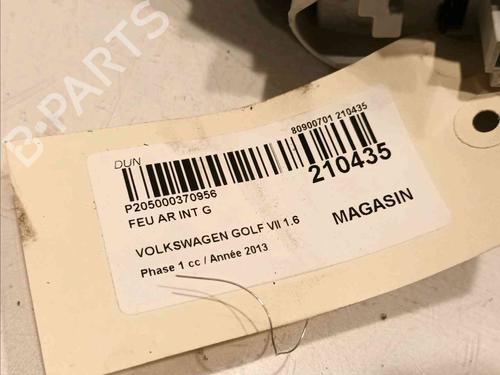 B-PARTS
DUN
80900701 210435
P205000370956
210435
FEU AR INT G
MAGASIN
VOLKSWAGEN GOLF VII 1.6
Phase 1 cc / Année 2013